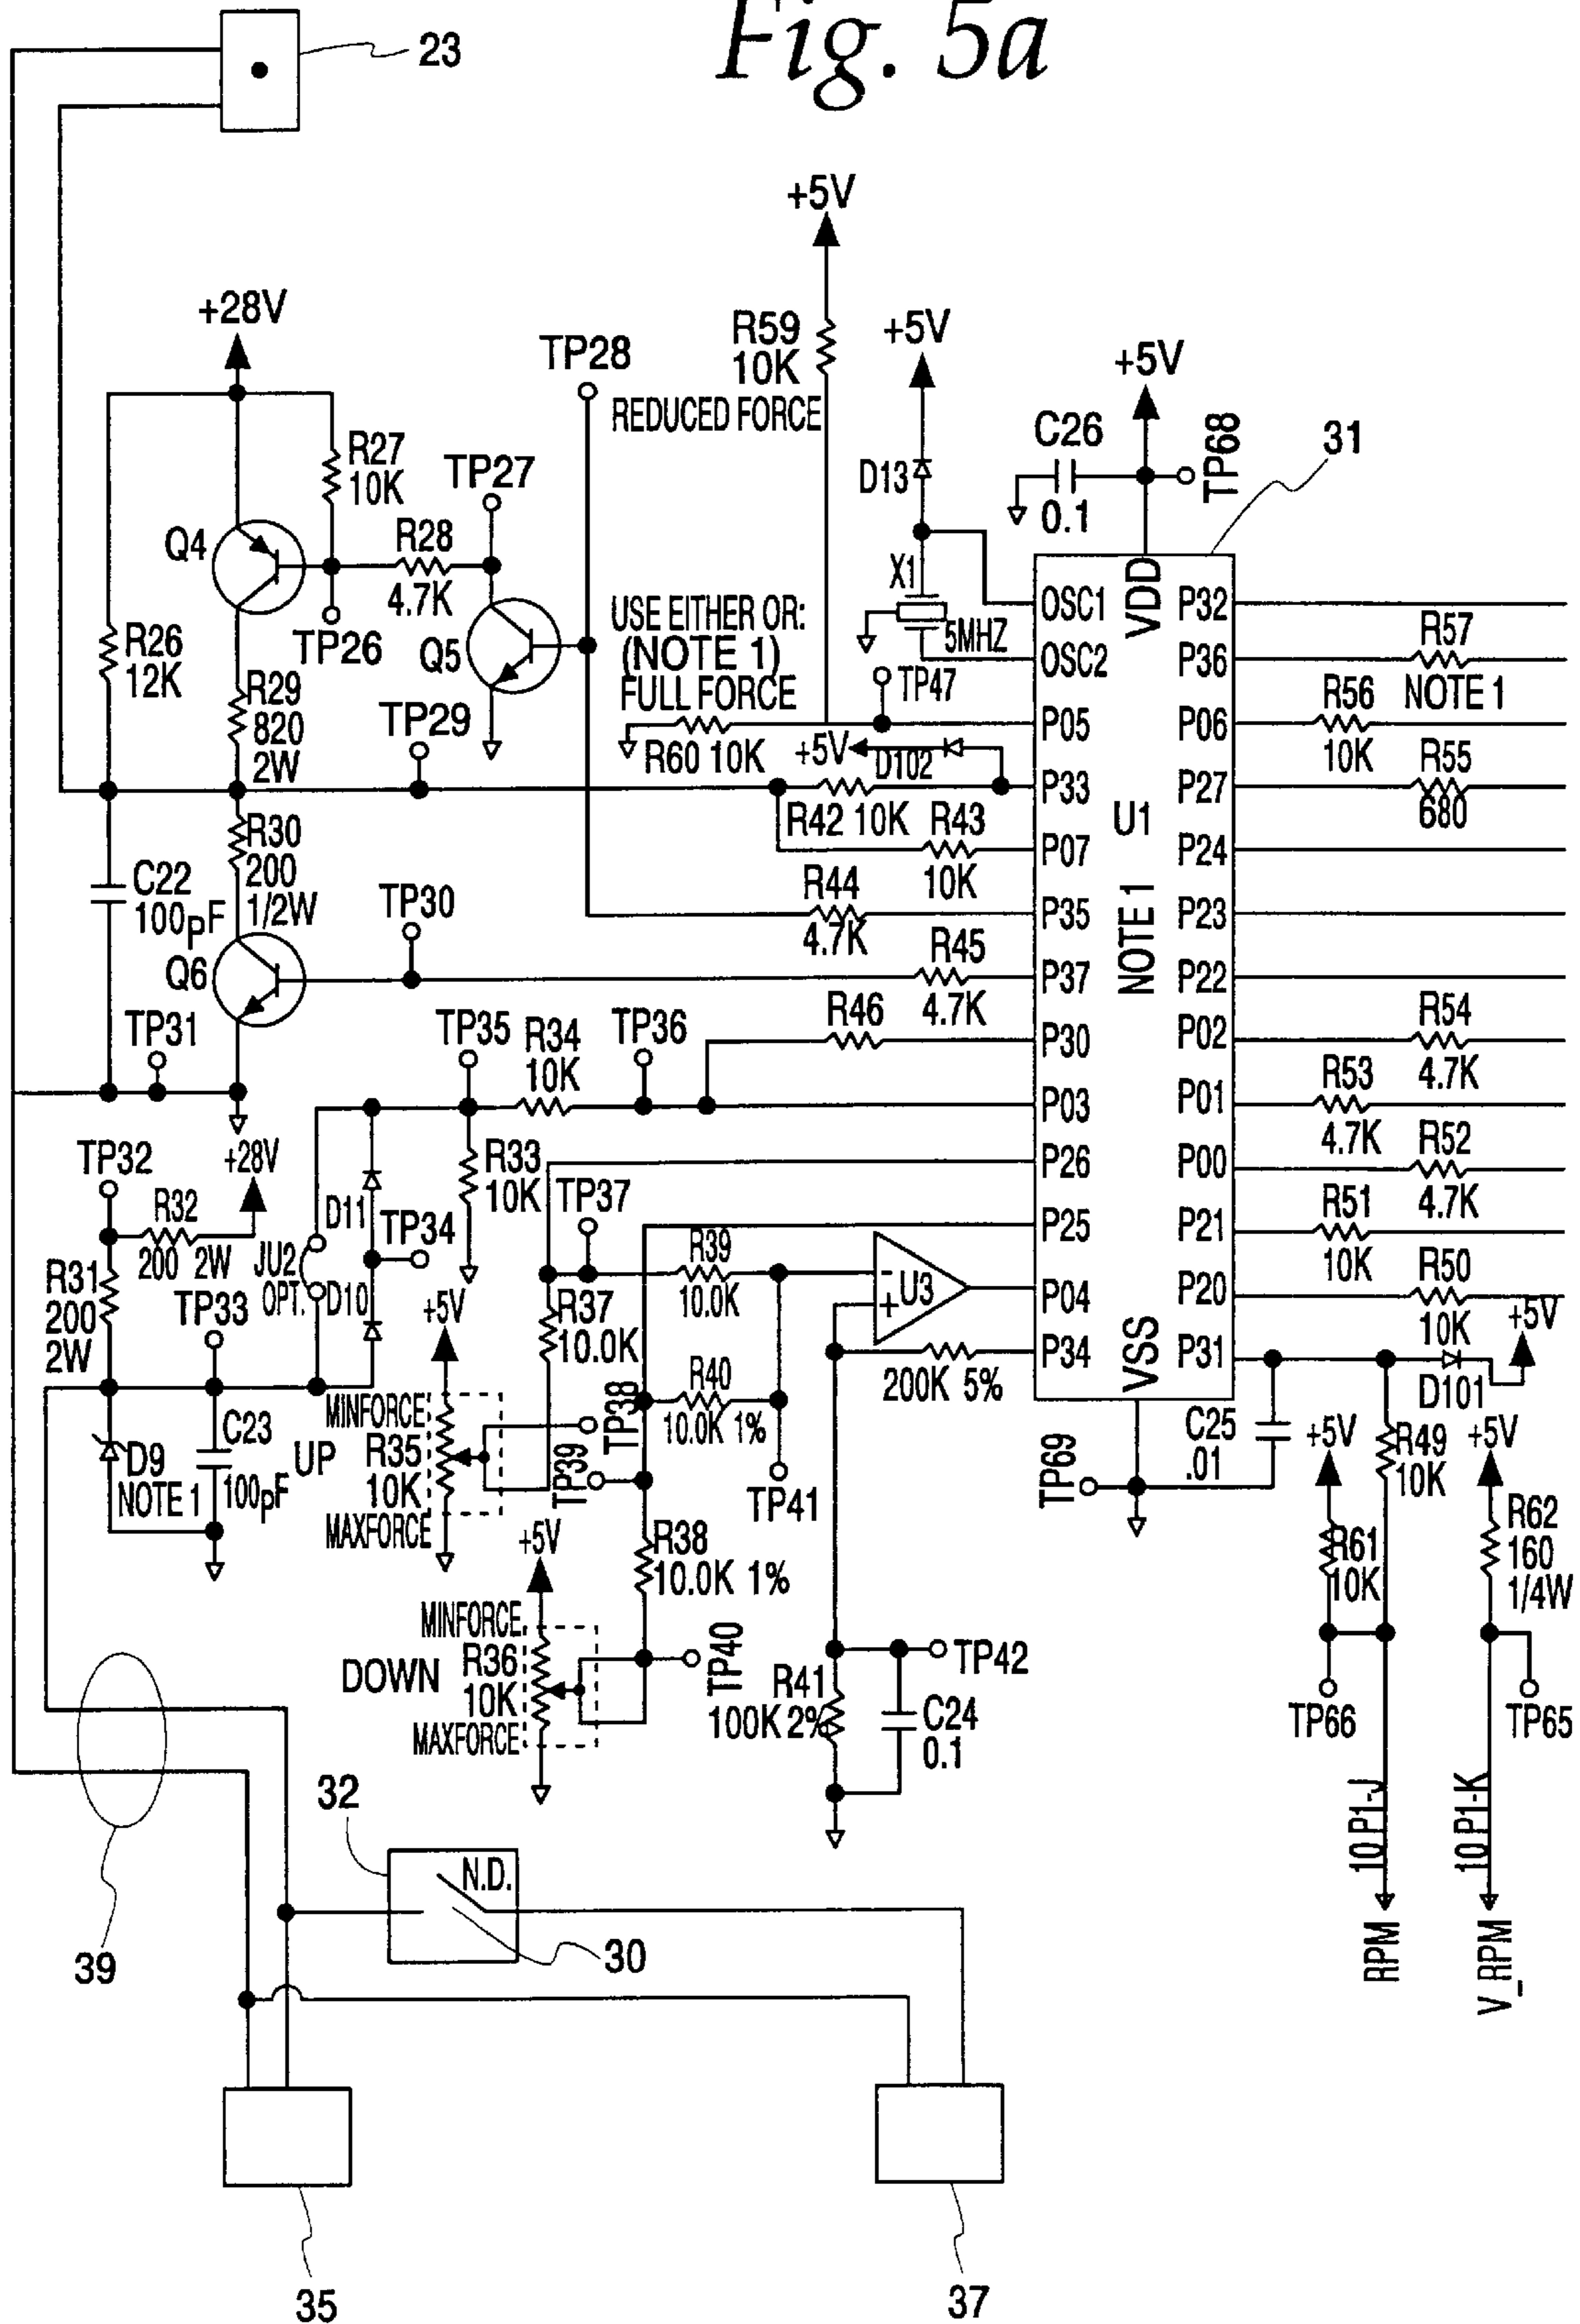 Fig. 5a
23
+5V
+28V
R59
10K
+5V
TP28
REDUCED FORCE
+5V
C26
0.1
TP68
31
R27
10K
TP27
D13
Q4
R28
4.7K
X1
5MHZ
OSC1
VDD
P32
TP26
Q5
USE EITHER OR:
(NOTE 1)
FULL FORCE
R26
12K
OSC2
P36
R57
NOTE 1
TP47
R29
820
2W
TP29
R60 10K
P05
P06
R56
10K
+5V
D102
P33
P27
R55
680
R42 10K
U1
NOTE 1
R30
200
1/2W
R43
10K
P07
P24
C22
100pF
TP30
R44
4.7K
P35
P23
Q6
R45
4.7K
P37
P22
TP31
TP35
R34
10K
TP36
R46
P30
P02
R54
4.7K
P03
P01
R53
4.7K
TP32
+28V
R33
10K
P26
P00
R52
4.7K
R32
200 2W
D11
TP34
TP37
P25
P21
R51
10K
R31
200
2W
JU2
OPT.
D10
TP33
+5V
R37
10.0K
R39
10.0K
-
+
U3
P04
P20
R50
10K
+5V
200K 5%
P34
VSS
P31
D101
MINFORCE
UP
R35
10K
MAXFORCE
TP38
TP39
R40
10.0K 1%
TP41
D9
NOTE 1
C23
100pF
TP69
C25
.01
+5V
R49
10K
+5V
R61
10K
R62
160
1/4W
+5V
R38
10.0K 1%
MINFORCE
DOWN
R36
10K
MAXFORCE
TP40
TP42
R41
100K 2%
C24
0.1
TP66
TP65
10 P1-J
10 P1-K
RPM
V_RPM
32
N.D.
30
39
35
37